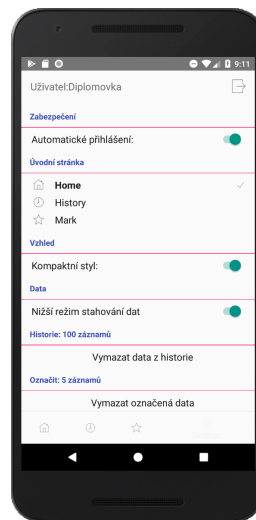 9:11
Uživatel:Diplomovka
Zabezpečení
Automatické přihlášení:
Úvodní stránka
Home
History
Mark
Vzhled
Kompaktní styl:
Data
Nižší režim stahování dat
Historie: 100 záznamů
Vymazat data z historie
Označit: 5 záznamů
Vymazat označená data